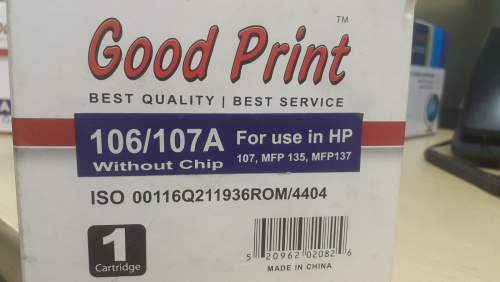 Good Print TM
BEST QUALITY | BEST SERVICE
106/107A
Without Chip
For use in HP
107, MFP 135, MFP137
ISO 00116Q211936ROM/4404
1
Cartridge
5 20962 02082 6
MADE IN CHINA